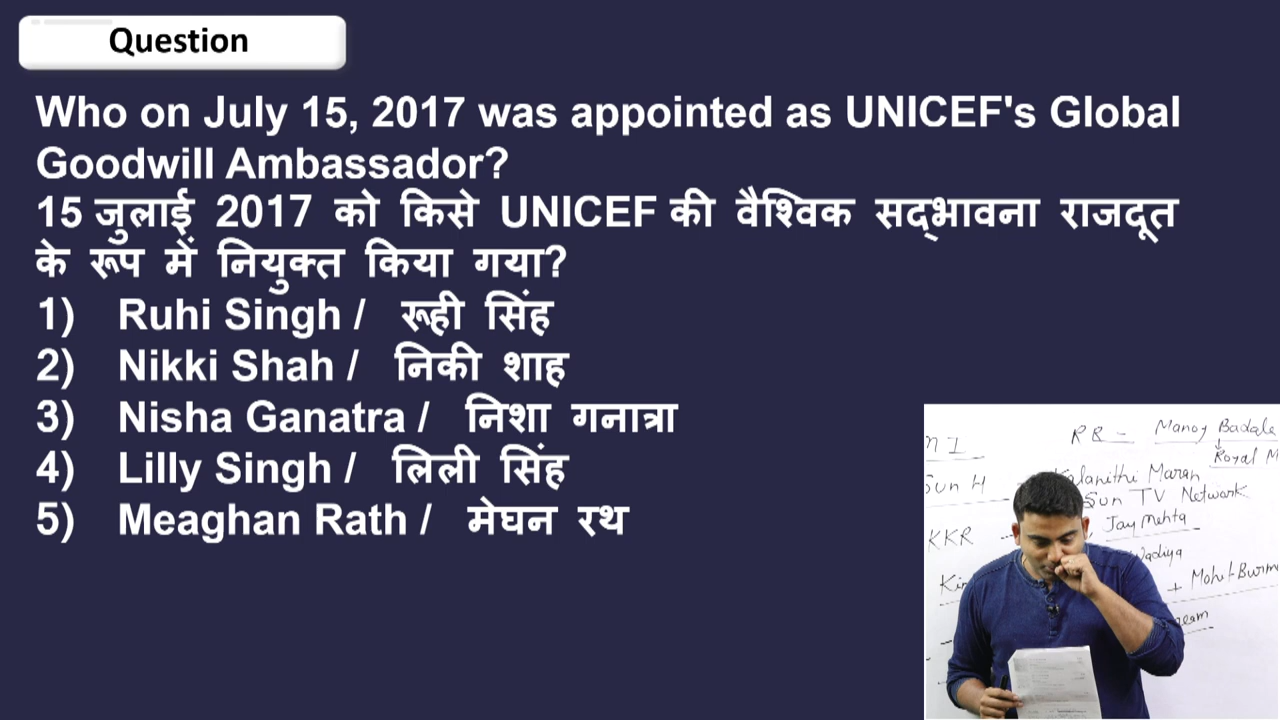 Question
Who on July 15, 2017 was appointed as UNICEF's Global
Goodwill Ambassador?
15 जुलाई 2017 को किसे UNICEF की वैश्विक सद्भावना राजदूत
के रूप में नियुक्त किया गया?
1) Ruhi Singh / रूही सिंह
2) Nikki Shah / निकी शाह
3) Nisha Ganatra / निशा गनात्रा
4) Lilly Singh / लिली सिंह
5) Meaghan Rath / मेघन रथ
RR - Manoj Badale
Royal M
Sun H Kalanithi Maran
Sun TV Network
KKR Jay Mehta
Wadiya
+ Mohit Burm